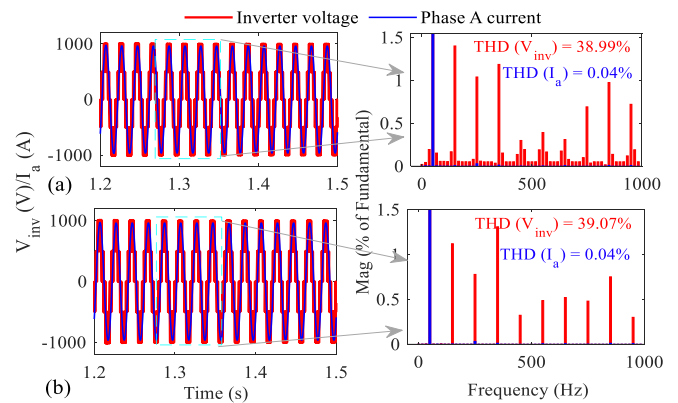 Inverter voltage Phase A current
V_inv (V)/I_a (A)
1000
0
-1000
1.2 1.3 1.4 1.5
(a)
Mag (% of Fundamental)
1.5
1
0.5
0
0 500 1000
THD (V_inv) = 38.99%
THD (I_a) = 0.04%
1000
0
-1000
1.2 1.3 1.4 1.5
Time (s)
(b)
1.5
1
0.5
0
0 500 1000
THD (V_inv) = 39.07%
THD (I_a) = 0.04%
Frequency (Hz)